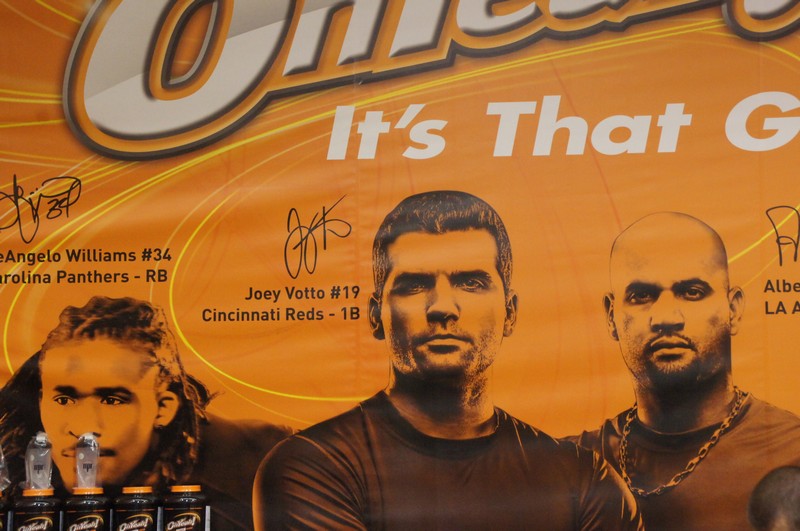 It's That G
eAngelo Williams #34
arolina Panthers - RB
Joey Votto #19
Cincinnati Reds - 1B
Albe
LA A